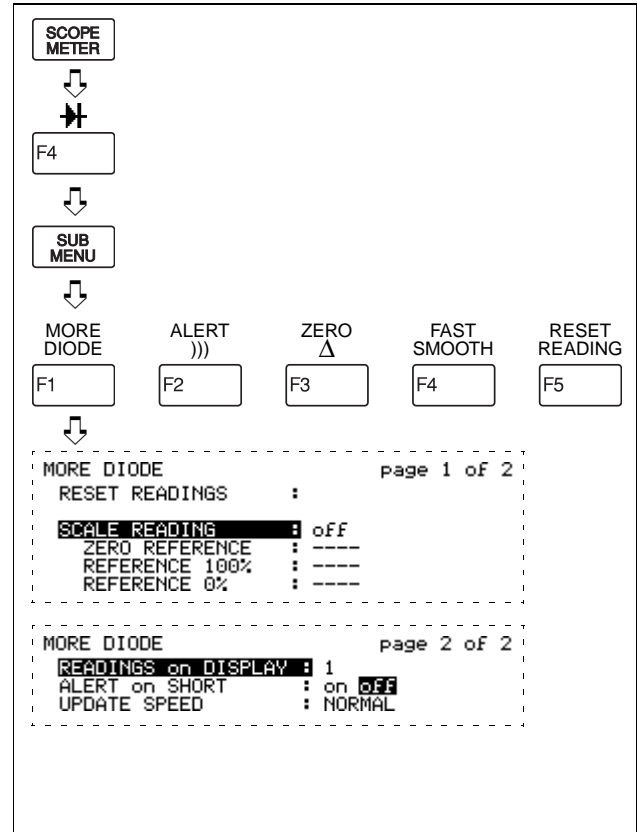 SCOPE
METER
F4
SUB
MENU
MORE DIODE ALERT ))) ZERO Δ FAST SMOOTH RESET READING
F1 F2 F3 F4 F5
MORE DIODE page 1 of 2
RESET READINGS :
SCALE READING : off
ZERO REFERENCE : ----
REFERENCE 100% : ----
REFERENCE 0% : ----
MORE DIODE page 2 of 2
READINGS on DISPLAY : 1
ALERT on SHORT : on off
UPDATE SPEED : NORMAL